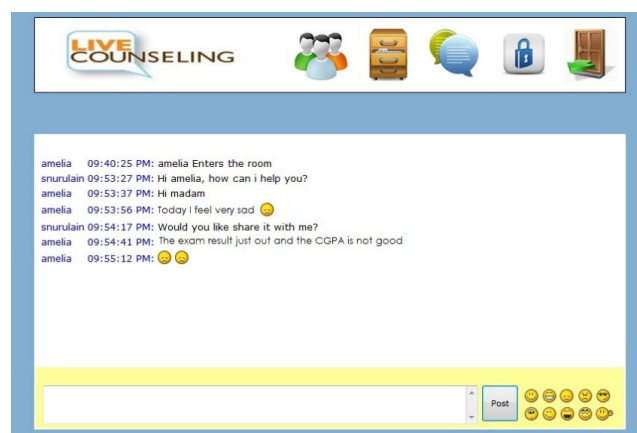 LIVE
COUNSELING
amelia 09:40:25 PM: amelia Enters the room
snurulain 09:53:27 PM: Hi amelia, how can i help you?
amelia 09:53:37 PM: Hi madam
amelia 09:53:56 PM: Today I feel very sad
snurulain 09:54:17 PM: Would you like share it with me?
amelia 09:54:41 PM: The exam result just out and the CGPA is not good
amelia 09:55:12 PM:
Post